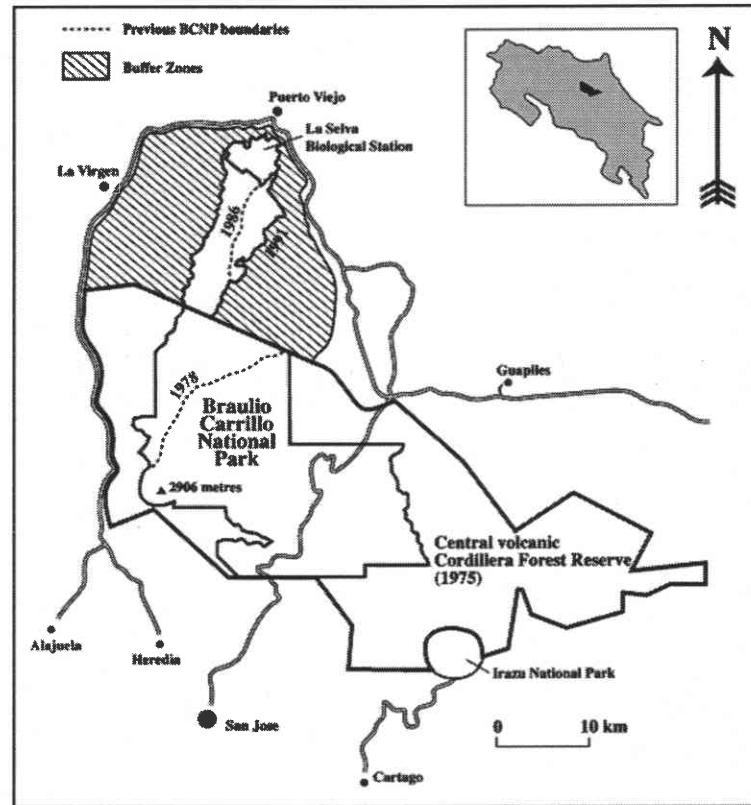 Previous BCNP boundaries
Buffer Zones
N
Puerto Viejo
La Selva
Biological Station
La Virgen
1986
1991
1978
Guapiles
Braulio
Carrillo
National
Park
2906 metres
Central volcanic
Cordillera Forest Reserve
(1975)
Alajuela
Heredia
Irazu National Park
San Jose
0 10 km
Cartago